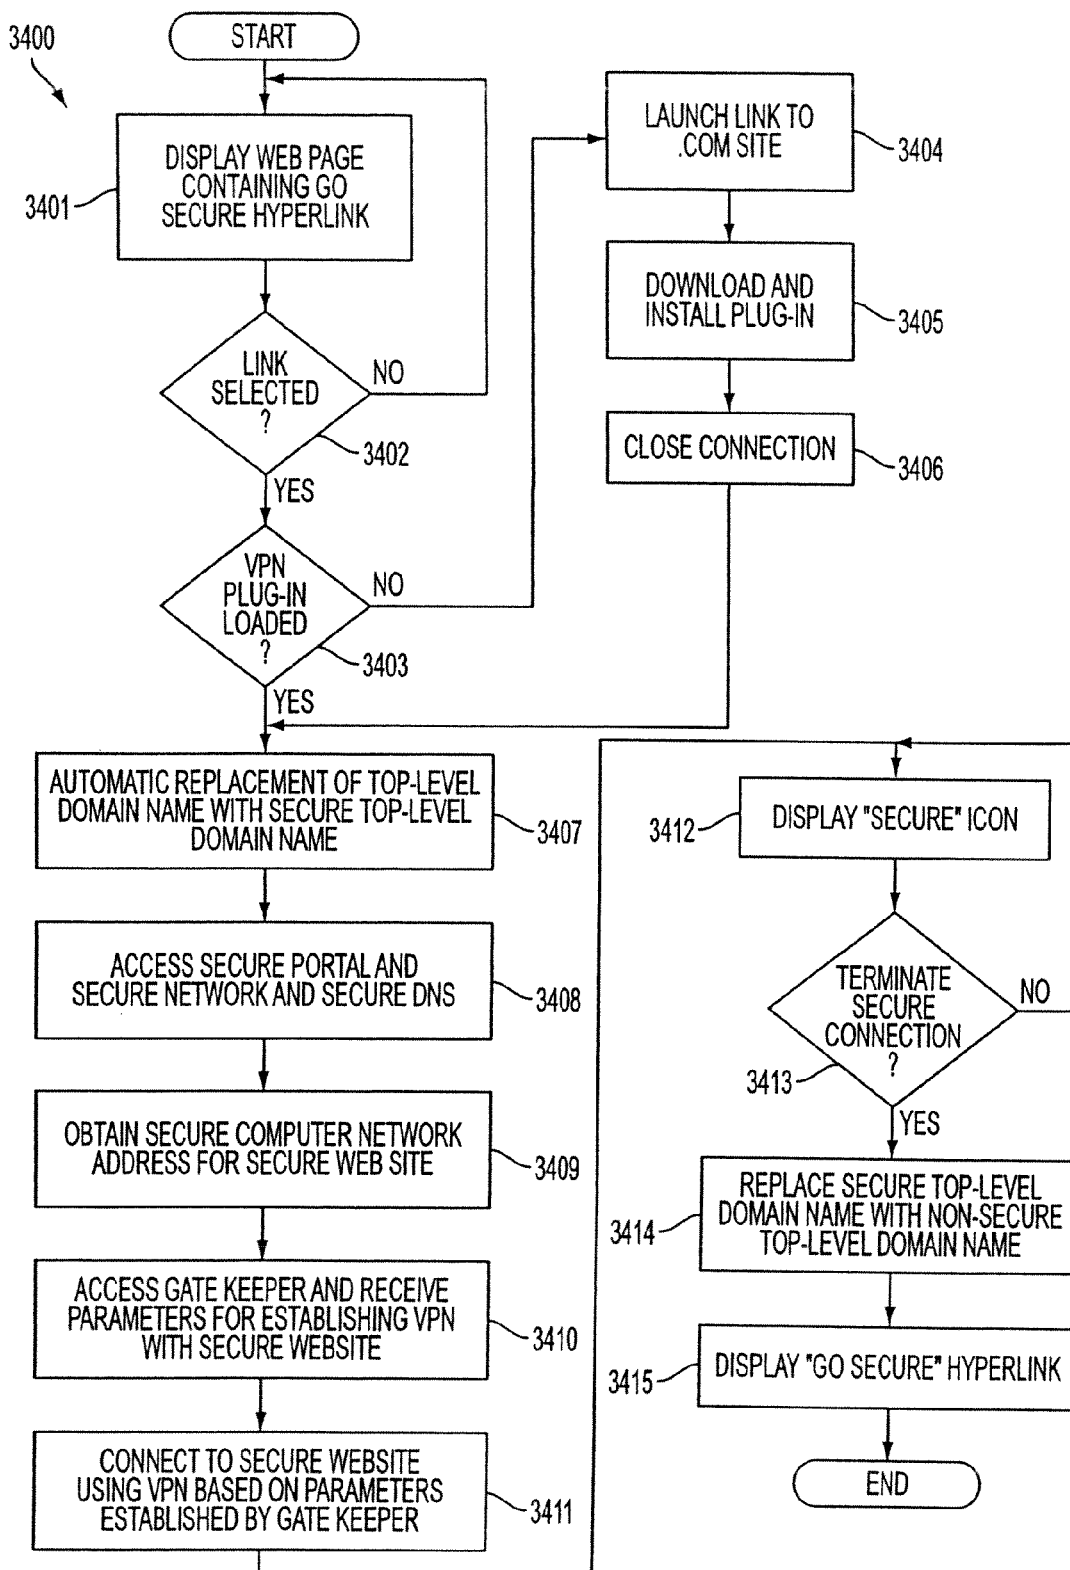 3400
START
DISPLAY WEB PAGE
CONTAINING GO
SECURE HYPERLINK
3401
LINK
SELECTED
?
NO
3402
YES
VPN
PLUG-IN
LOADED
?
NO
3403
YES
LAUNCH LINK TO
.COM SITE
3404
DOWNLOAD AND
INSTALL PLUG-IN
3405
CLOSE CONNECTION
3406
AUTOMATIC REPLACEMENT OF TOP-LEVEL
DOMAIN NAME WITH SECURE TOP-LEVEL
DOMAIN NAME
3407
ACCESS SECURE PORTAL AND
SECURE NETWORK AND SECURE DNS
3408
OBTAIN SECURE COMPUTER NETWORK
ADDRESS FOR SECURE WEB SITE
3409
ACCESS GATE KEEPER AND RECEIVE
PARAMETERS FOR ESTABLISHING VPN
WITH SECURE WEBSITE
3410
CONNECT TO SECURE WEBSITE
USING VPN BASED ON PARAMETERS
ESTABLISHED BY GATE KEEPER
3411
3412
DISPLAY "SECURE" ICON
TERMINATE
SECURE
CONNECTION
?
NO
3413
YES
REPLACE SECURE TOP-LEVEL
DOMAIN NAME WITH NON-SECURE
TOP-LEVEL DOMAIN NAME
3414
DISPLAY "GO SECURE" HYPERLINK
3415
END